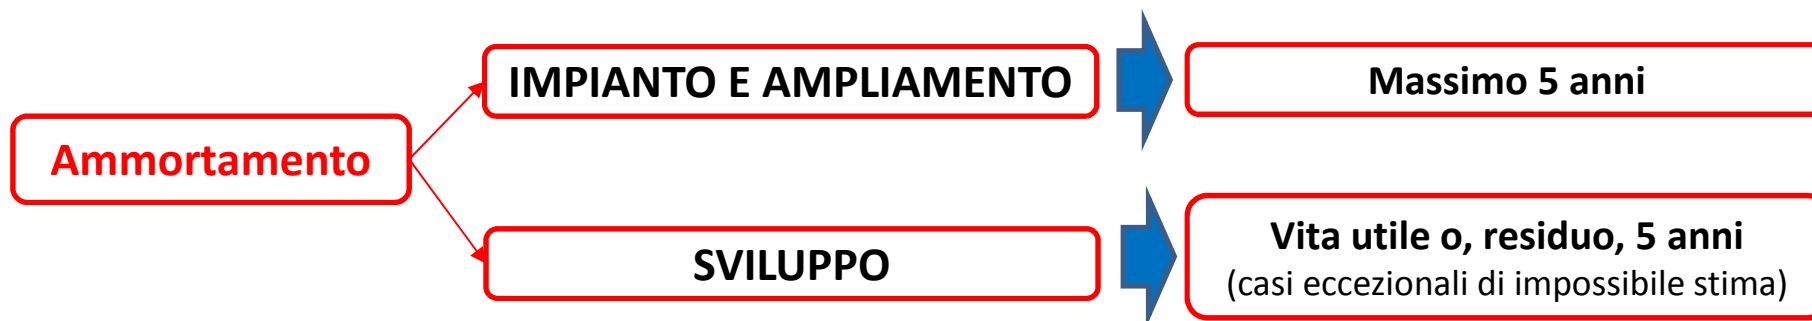 IMPIANTO E AMPLIAMENTO
Massimo 5 anni
Ammortamento
SVILUPPO
Vita utile o, residuo, 5 anni
(casi eccezionali di impossibile stima)